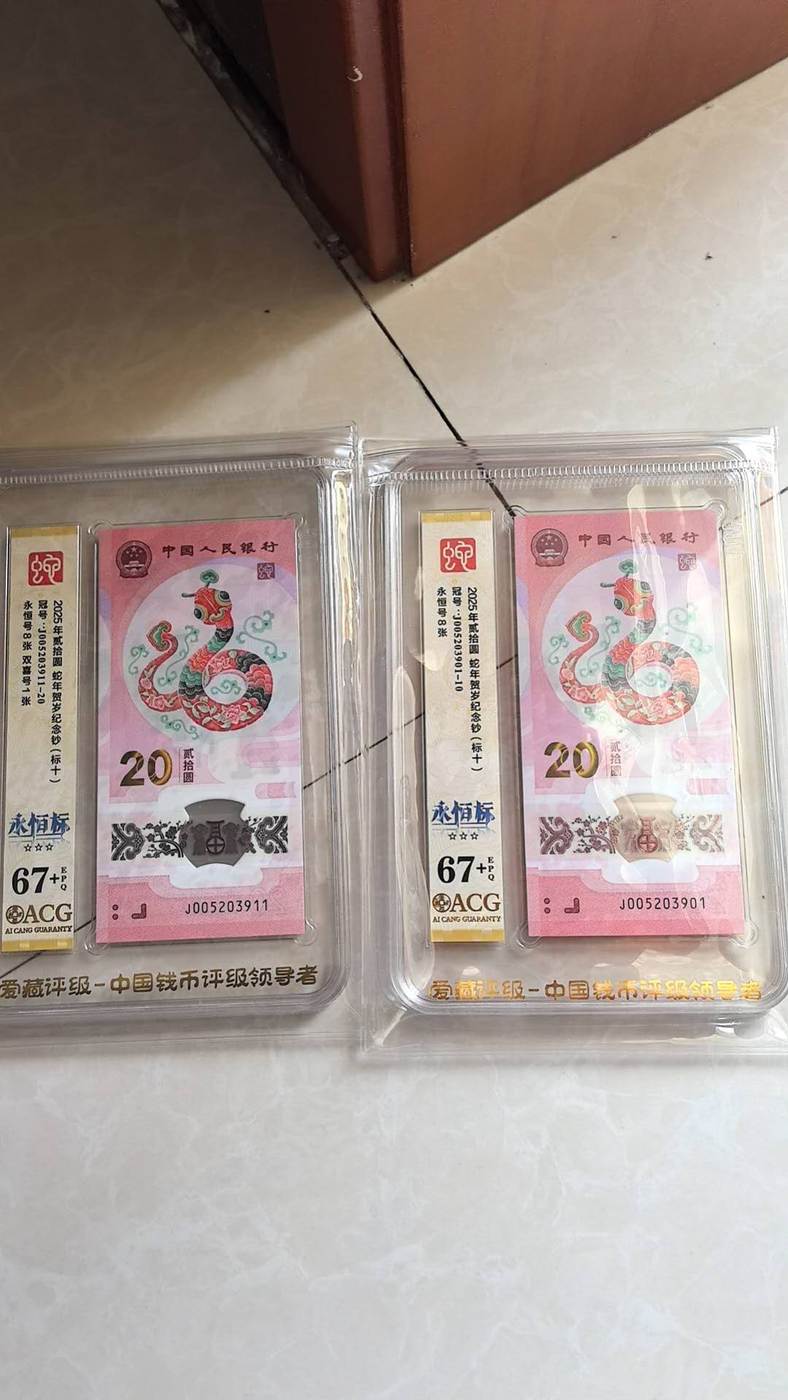 蛇
2025年贰拾圆 蛇年贺岁纪念钞(标十)
冠号:J005203911-20
永恒号8张 双喜号1张
永恒标
☆☆☆
67+EPQ
ACG
AI CANG GUARANTY
中国人民银行
20
贰拾圆
J005203911
爱藏评级-中国钱币评级领导者
蛇
2025年贰拾圆 蛇年贺岁纪念钞(标十)
冠号:J005203901-10
永恒号8张
永恒标
☆☆☆
67+EPQ
ACG
AI CANG GUARANTY
中国人民银行
20
贰拾圆
J005203901
爱藏评级-中国钱币评级领导者